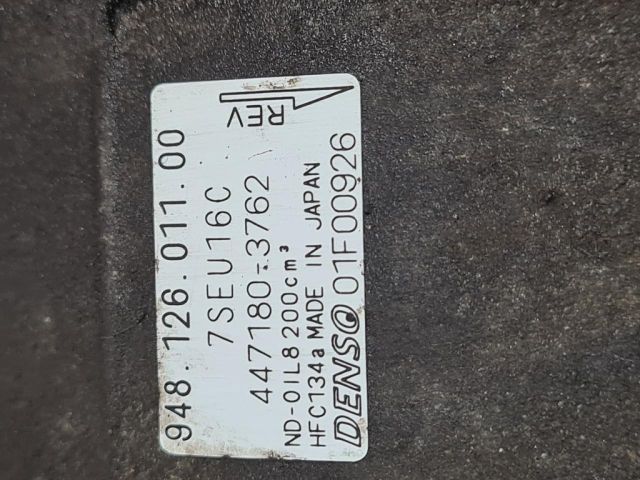 948.126.011.00
7SEU16C
REV
447180-3762
ND-OIL8 200cm³
HFC134a MADE IN JAPAN
DENSO 01F00926